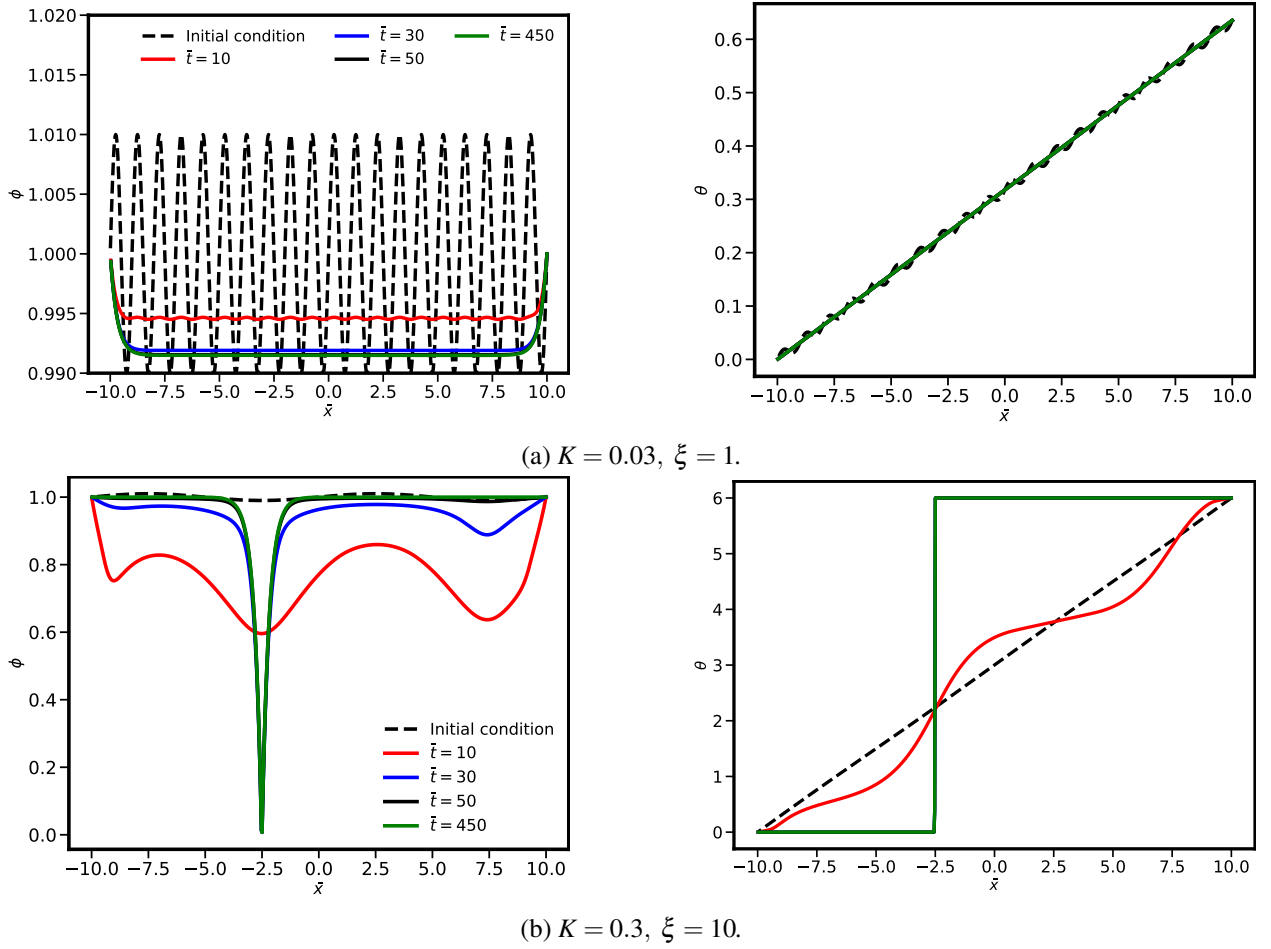 1.020
1.015
1.010
1.005
1.000
0.995
0.990
ϕ
Initial condition
t̄ = 10
t̄ = 30
t̄ = 50
t̄ = 450
−10.0 −7.5 −5.0 −2.5 0.0 2.5 5.0 7.5 10.0
x̄
0.6
0.5
0.4
0.3
0.2
0.1
0.0
θ
−10.0 −7.5 −5.0 −2.5 0.0 2.5 5.0 7.5 10.0
x̄
(a) K = 0.03, ξ = 1.
1.0
0.8
0.6
0.4
0.2
0.0
ϕ
Initial condition
t̄ = 10
t̄ = 30
t̄ = 50
t̄ = 450
−10.0 −7.5 −5.0 −2.5 0.0 2.5 5.0 7.5 10.0
x̄
6
5
4
3
2
1
0
θ
−10.0 −7.5 −5.0 −2.5 0.0 2.5 5.0 7.5 10.0
x̄
(b) K = 0.3, ξ = 10.